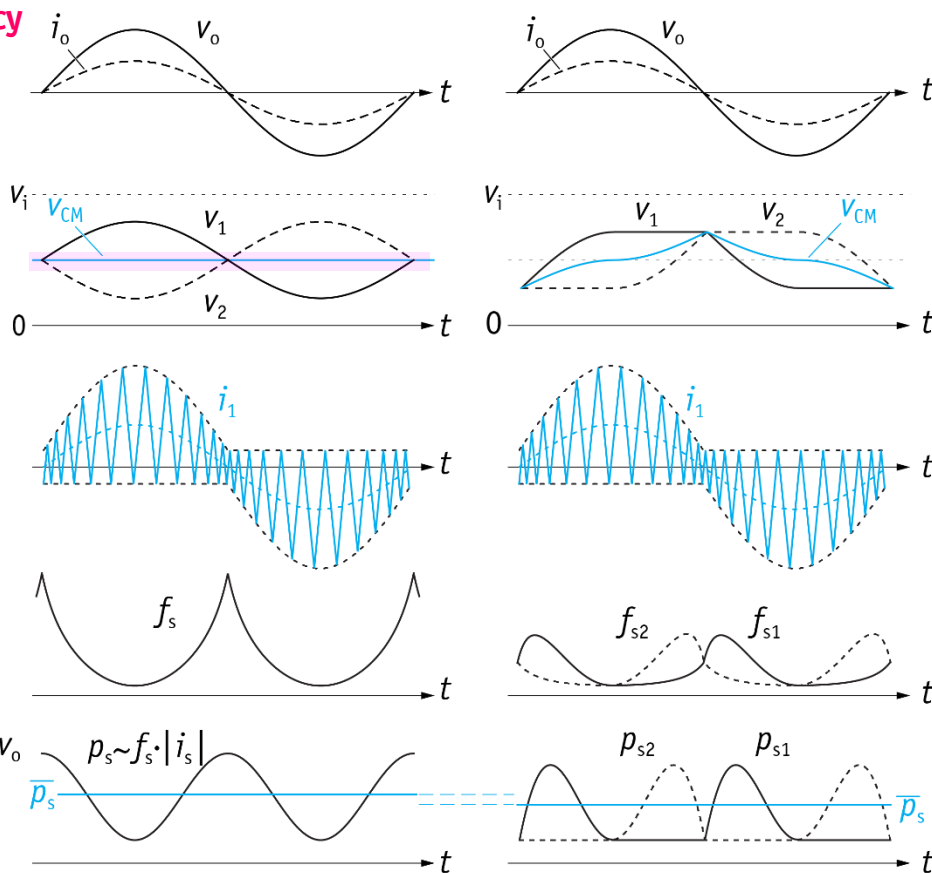 cy
i_o v_o t
i_o v_o t
v_i v_CM v_1
v_2
0 t
v_i v_1 v_2 v_CM
0 t
i_1 t
i_1 t
f_s t
f_s2 f_s1 t
v_o p_s~f_s·|i_s|
p̅_s
t
p_s2 p_s1
p̅_s
t